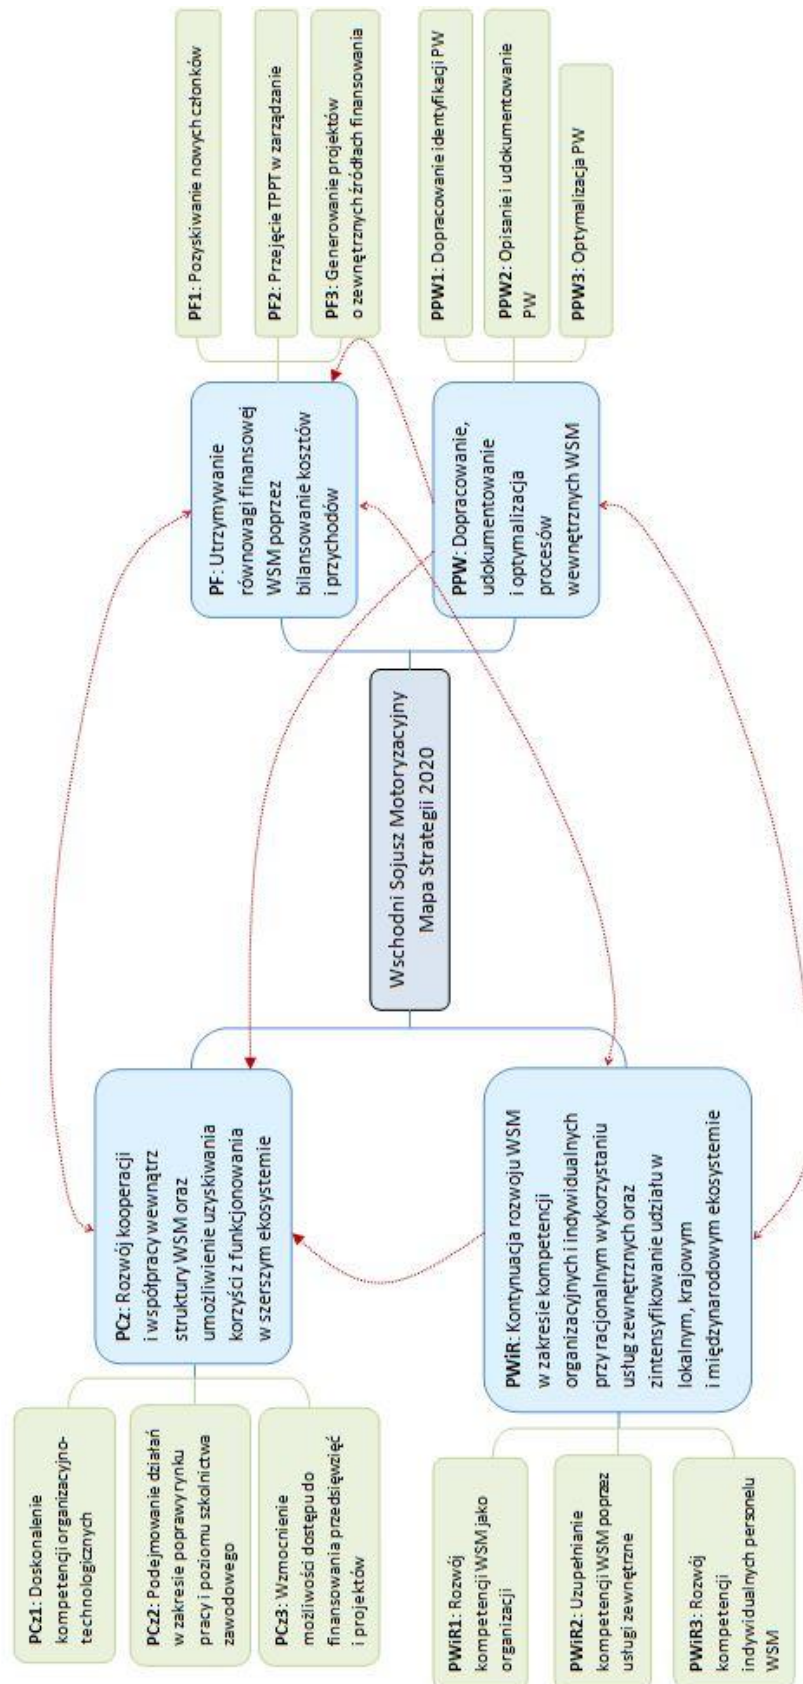 PCz1: Doskonalenie
kompetencji organizacyjno-
technologicznych
PCz2: Podejmowanie działań
w zakresie poprawy rynku
pracy i poziomu szkolnictwa
zawodowego
PCz3: Wzmocnienie
możliwości dostępu do
finansowania przedsięwzięć
i projektów
PCz: Rozwój kooperacji
i współpracy wewnątrz
struktury WSM oraz
umożliwienie uzyskiwania
korzyści z funkcjonowania
w szerszym ekosystemie
PWiR1: Rozwój
kompetencji WSM jako
organizacji
PWiR2: Uzupełnianie
kompetencji WSM poprzez
usługi zewnętrzne
PWiR3: Rozwój
kompetencji
indywidualnych personelu
WSM
PWiR: Kontynuacja rozwoju WSM
w zakresie kompetencji
organizacyjnych i indywidualnych
przy racjonalnym wykorzystaniu
usług zewnętrznych oraz
zintensyfikowanie udziału w
lokalnym, krajowym
i międzynarodowym ekosystemie
Wschodni Sojusz Motoryzacyjny
Mapa Strategii 2020
PF: Utrzymywanie
równowagi finansowej
WSM poprzez
bilansowanie kosztów
i przychodów
PF1: Pozyskiwanie nowych członków
PF2: Przejęcie TPPT w zarządzanie
PF3: Generowanie projektów
o zewnętrznych źródłach finansowania
PPW: Dopracowanie,
udokumentowanie
i optymalizacja
procesów
wewnętrznych WSM
PPW1: Dopracowanie identyfikacji PW
PPW2: Opisanie i udokumentowanie
PW
PPW3: Optymalizacja PW